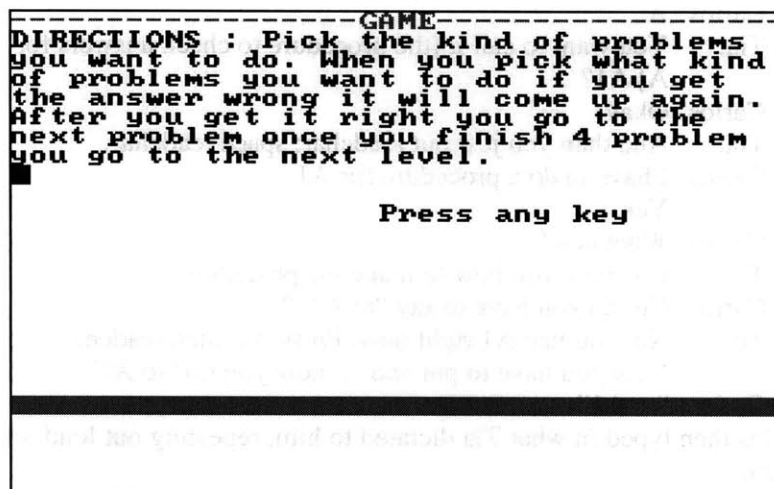 GAME
DIRECTIONS : Pick the kind of problems
you want to do. When you pick what kind
of problems you want to do if you get
the answer wrong it will come up again.
After you get it right you go to the
next problem once you finish 4 problem
you go to the next level.
Press any key